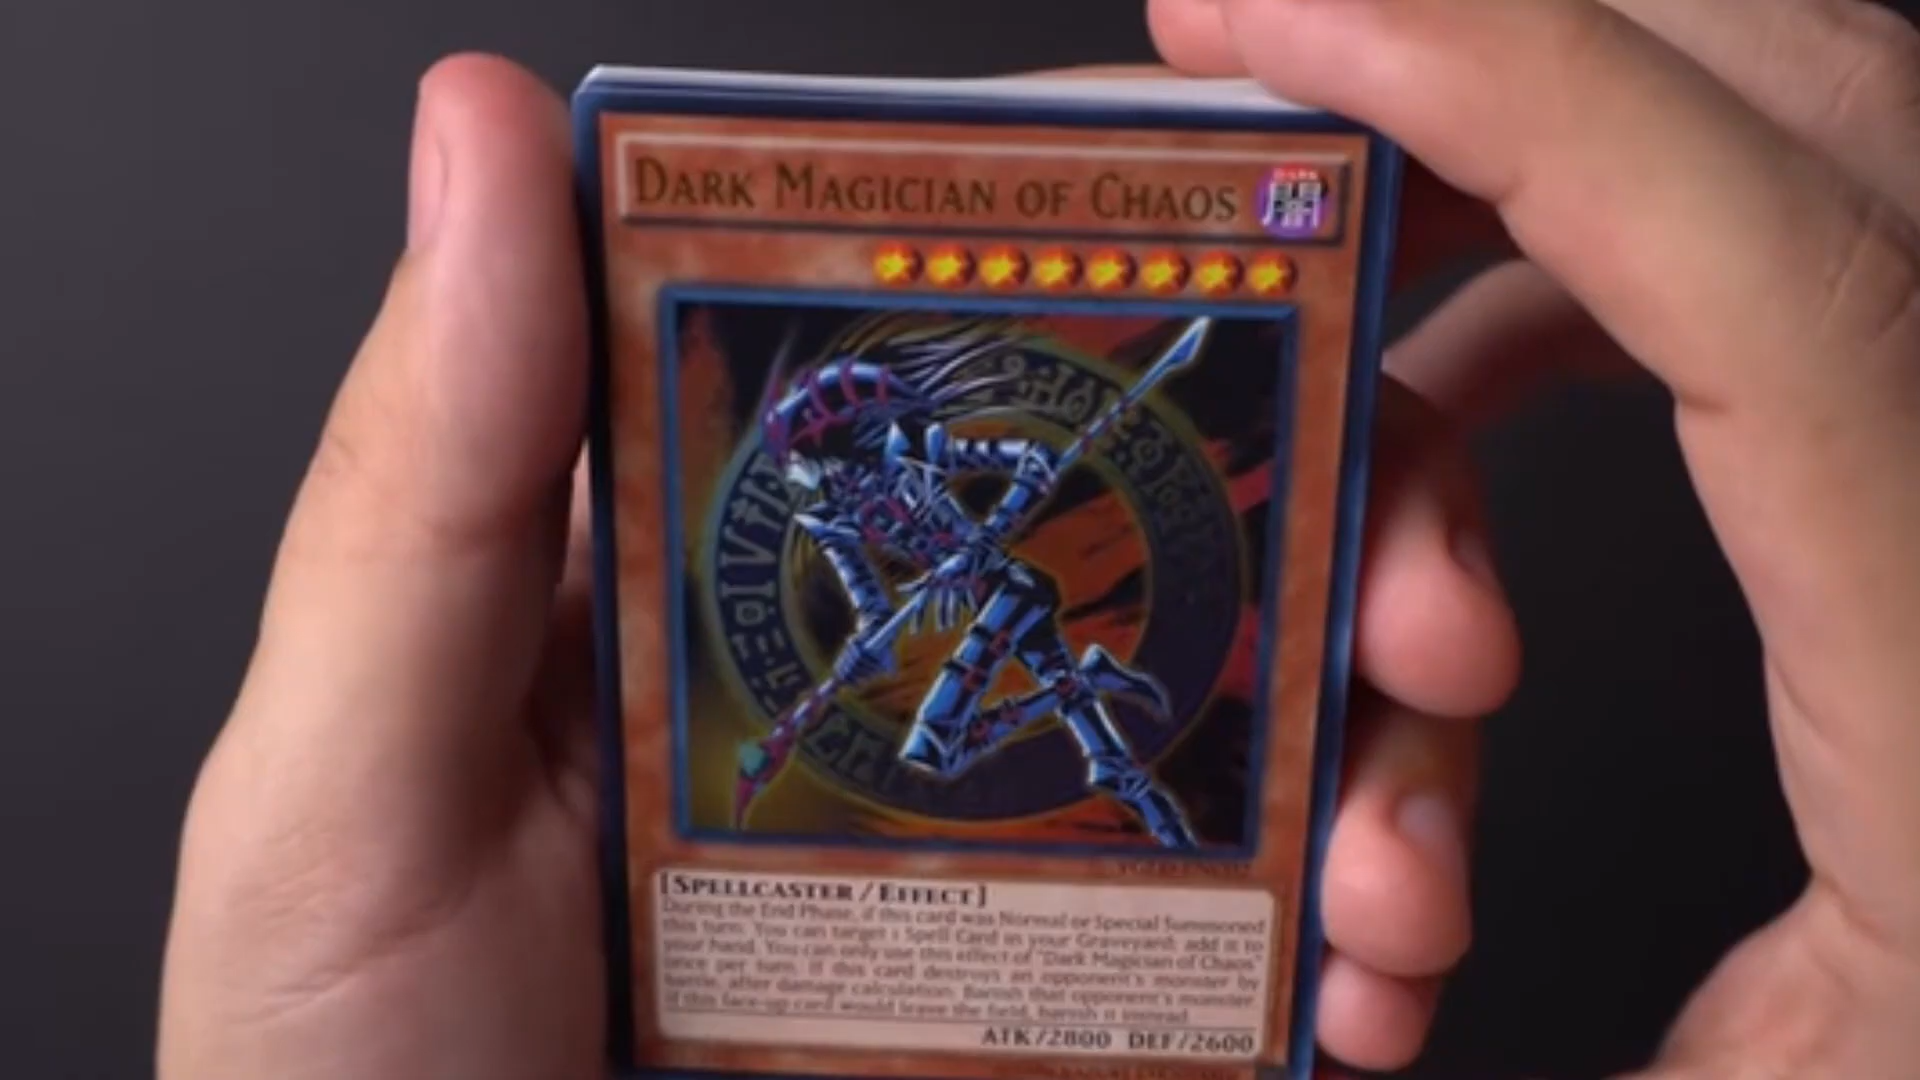 DARK MAGICIAN OF CHAOS
DARK
闇
[SPELLCASTER/EFFECT]
During the End Phase, if this card was Normal or Special Summoned
this turn: You can target 1 Spell Card in your Graveyard; add it to
your hand. You can only use this effect of "Dark Magician of Chaos"
once per turn. If this card destroys an opponent's monster by
battle, after damage calculation: Banish that opponent's monster.
If this face-up card would leave the field, banish it instead.
ATK/2800 DEF/2600